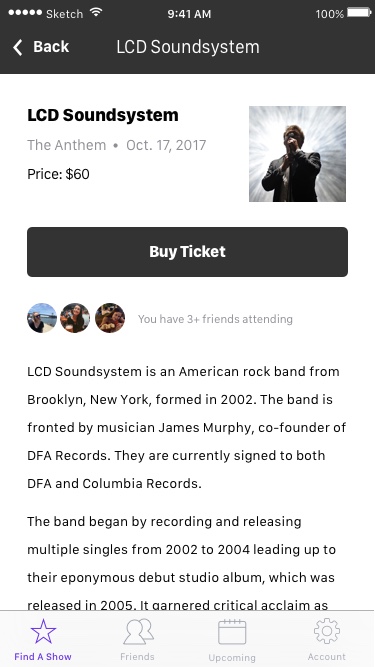 Sketch 9:41 AM 100%
Back LCD Soundsystem
LCD Soundsystem
The Anthem • Oct. 17, 2017
Price: $60
Buy Ticket
You have 3+ friends attending
LCD Soundsystem is an American rock band from
Brooklyn, New York, formed in 2002. The band is
fronted by musician James Murphy, co-founder of
DFA Records. They are currently signed to both
DFA and Columbia Records.
The band began by recording and releasing
multiple singles from 2002 to 2004 leading up to
their eponymous debut studio album, which was
released in 2005. It garnered critical acclaim as
Find A Show Friends Upcoming Account